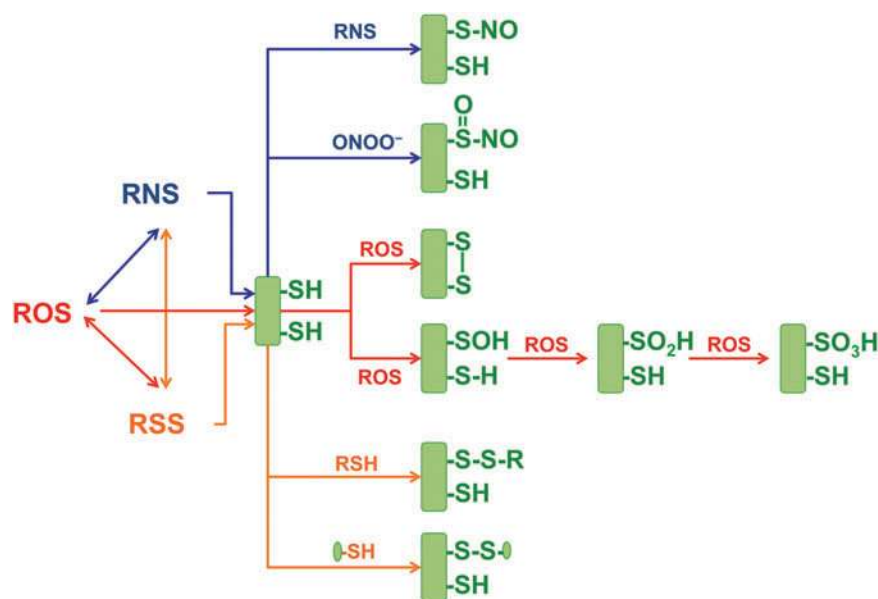 RNS
-S-NO
-SH
O
ONOO⁻
-S-NO
-SH
RNS
ROS
RSS
-SH
-SH
ROS
-S
S
ROS
-SOH
-S-H
ROS
-SO₂H
-SH
ROS
-SO₃H
-SH
RSH
-S-S-R
-SH
-SH
-S-S-
-SH